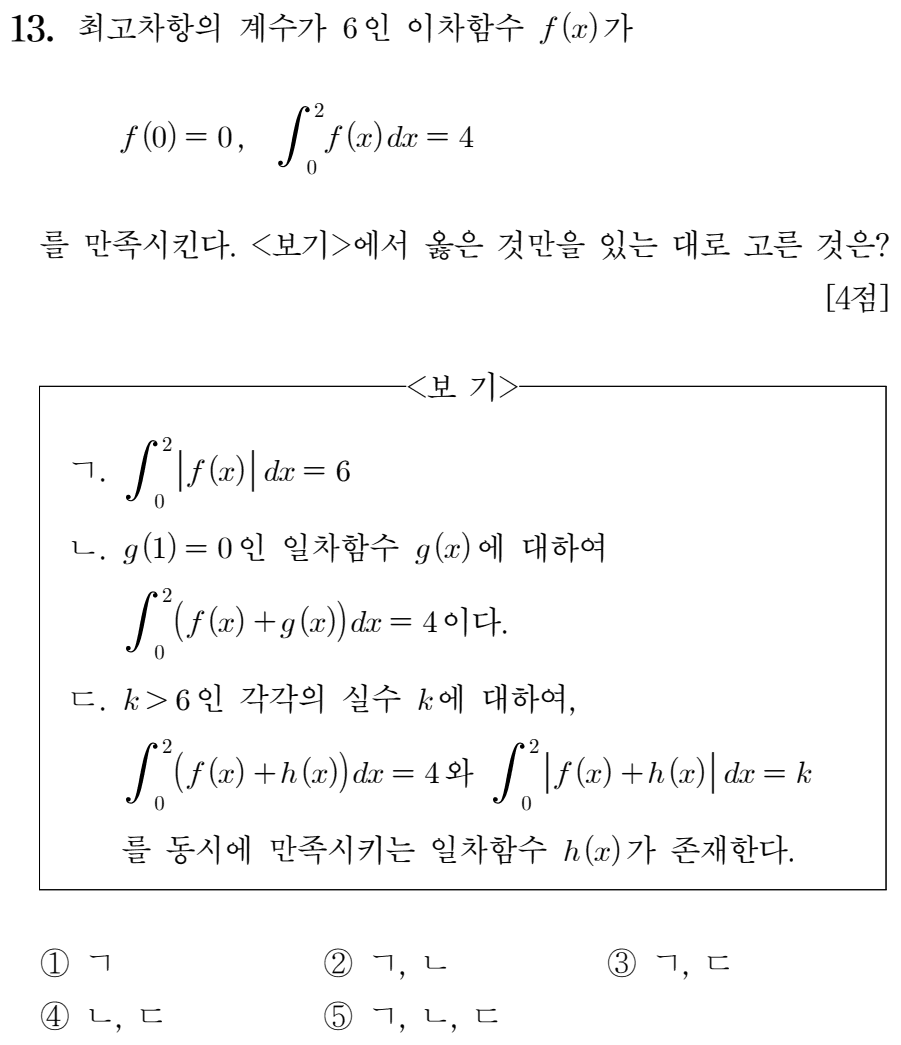 13. 최고차항의 계수가 6인 이차함수 f(x)가
f(0)=0, ∫₀² f(x)dx=4
를 만족시킨다. <보기>에서 옳은 것만을 있는 대로 고른 것은?
[4점]
<보 기>
ㄱ. ∫₀² |f(x)| dx=6
ㄴ. g(1)=0인 일차함수 g(x)에 대하여
∫₀² (f(x)+g(x))dx=4이다.
ㄷ. k>6인 각각의 실수 k에 대하여,
∫₀² (f(x)+h(x))dx=4와 ∫₀² |f(x)+h(x)| dx=k
를 동시에 만족시키는 일차함수 h(x)가 존재한다.
① ㄱ ② ㄱ, ㄴ ③ ㄱ, ㄷ
④ ㄴ, ㄷ ⑤ ㄱ, ㄴ, ㄷ